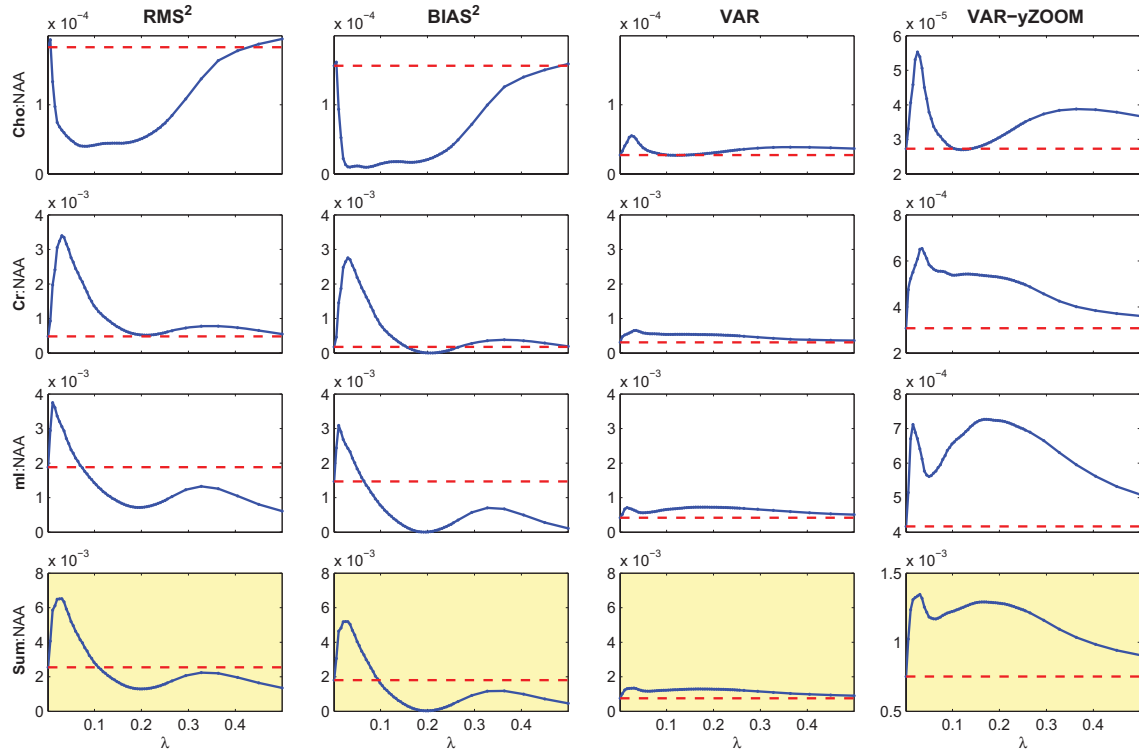 RMS² BIAS² VAR VAR−yZOOM
x 10⁻⁴ x 10⁻⁴ x 10⁻⁴ x 10⁻⁵
Cho:NAA
0 1
0 1
0 1
2 3 4 5 6
x 10⁻³ x 10⁻³ x 10⁻³ x 10⁻⁴
Cr:NAA
0 1 2 3 4
0 1 2 3 4
0 1 2 3 4
2 4 6 8
x 10⁻³ x 10⁻³ x 10⁻³ x 10⁻⁴
mI:NAA
0 1 2 3 4
0 1 2 3 4
0 1 2 3 4
4 5 6 7 8
x 10⁻³ x 10⁻³ x 10⁻³ x 10⁻³
Sum:NAA
0 2 4 6 8
0 2 4 6 8
0 2 4 6 8
0.5 1 1.5
0.1 0.2 0.3 0.4 0.1 0.2 0.3 0.4 0.1 0.2 0.3 0.4 0.1 0.2 0.3 0.4
λ λ λ λ